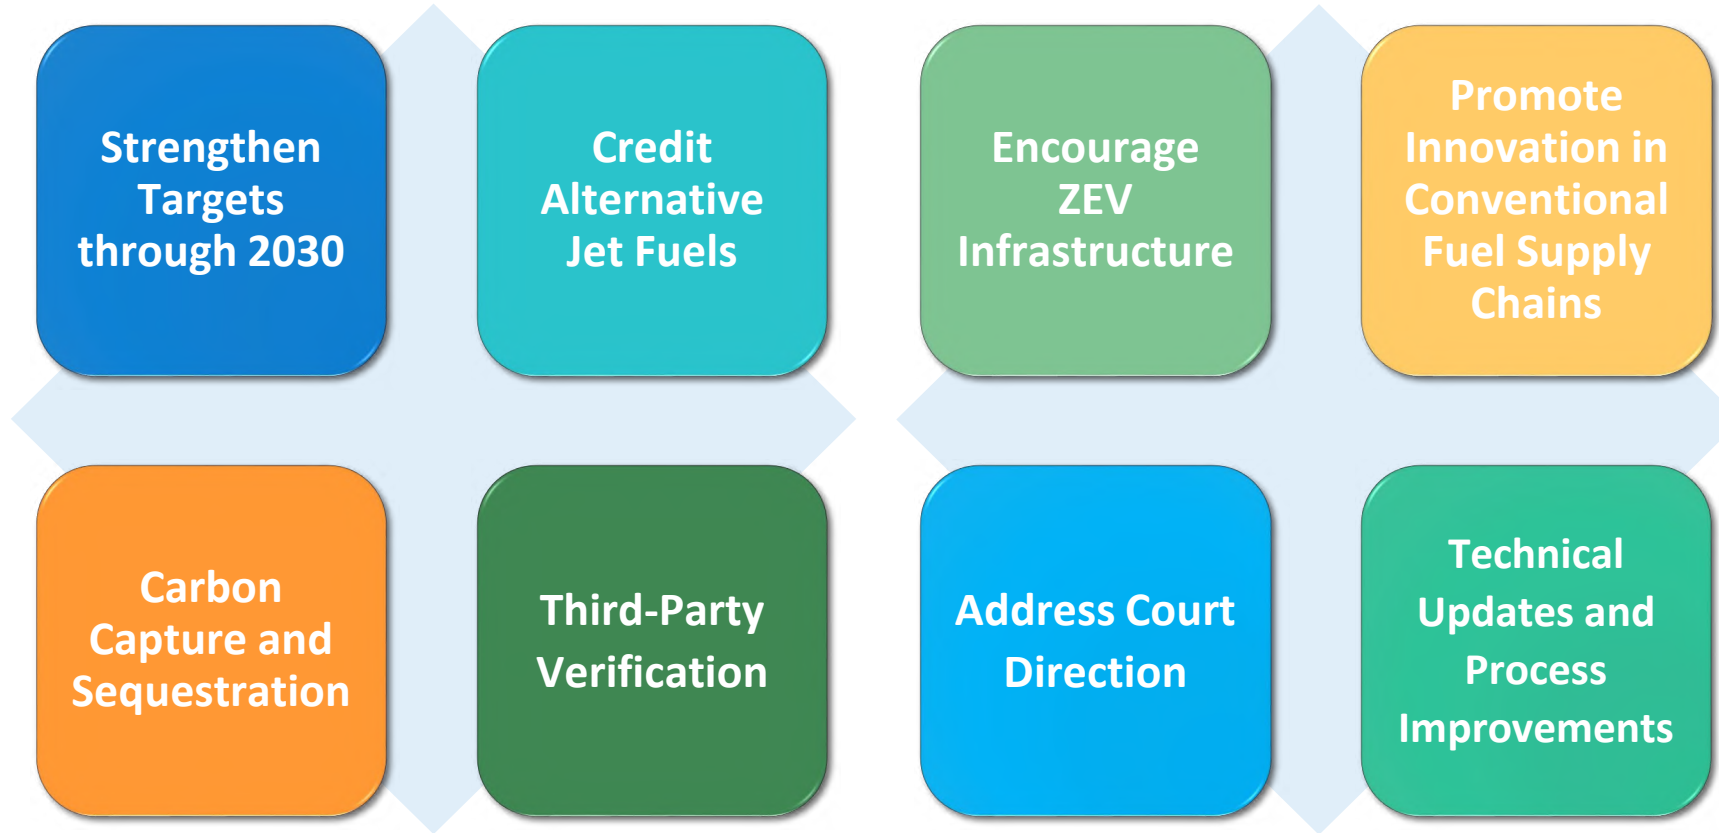 Strengthen
Targets
through 2030
Credit
Alternative
Jet Fuels
Encourage
ZEV
Infrastructure
Promote
Innovation in
Conventional
Fuel Supply
Chains
Carbon
Capture and
Sequestration
Third-Party
Verification
Address Court
Direction
Technical
Updates and
Process
Improvements